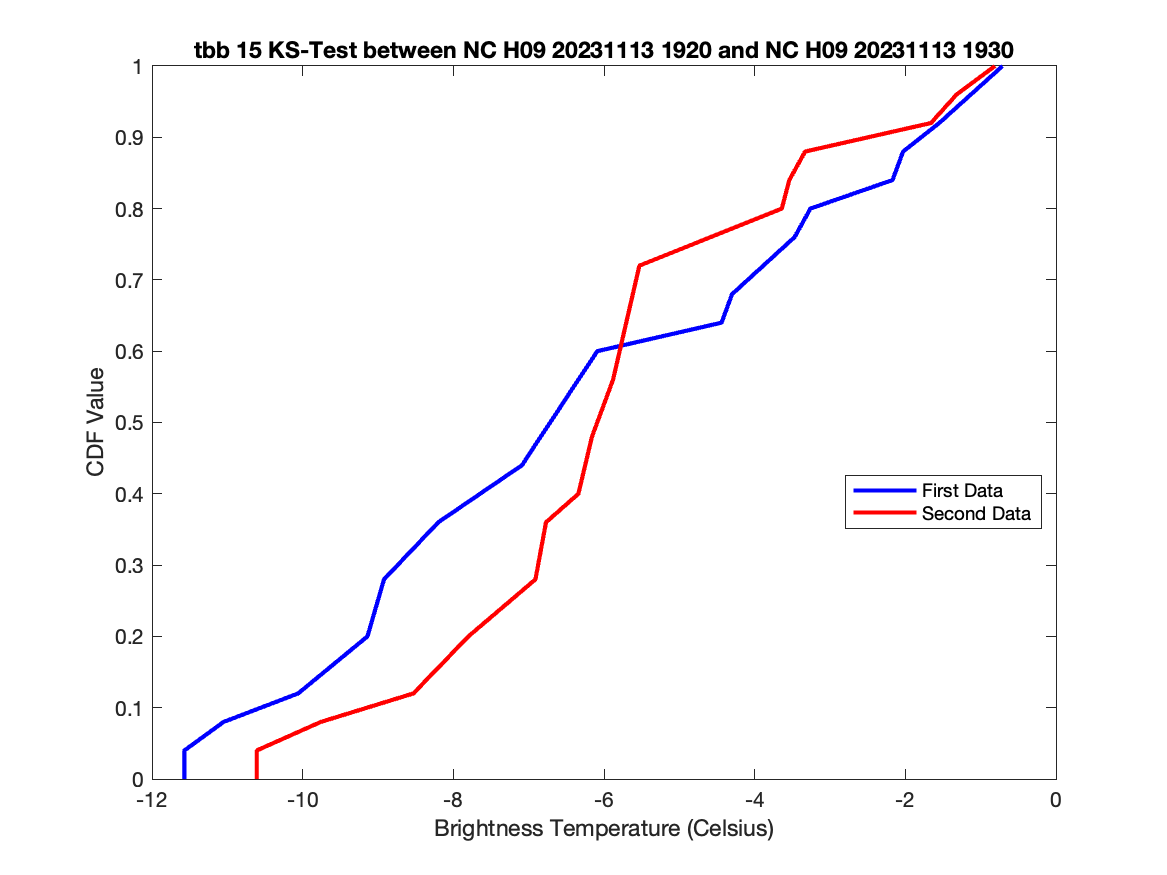 tbb 15 KS-Test between NC H09 20231113 1920 and NC H09 20231113 1930
1
0.9
0.8
0.7
0.6
0.5
0.4
0.3
0.2
0.1
0
CDF Value
First Data
Second Data
-12 -10 -8 -6 -4 -2 0
Brightness Temperature (Celsius)